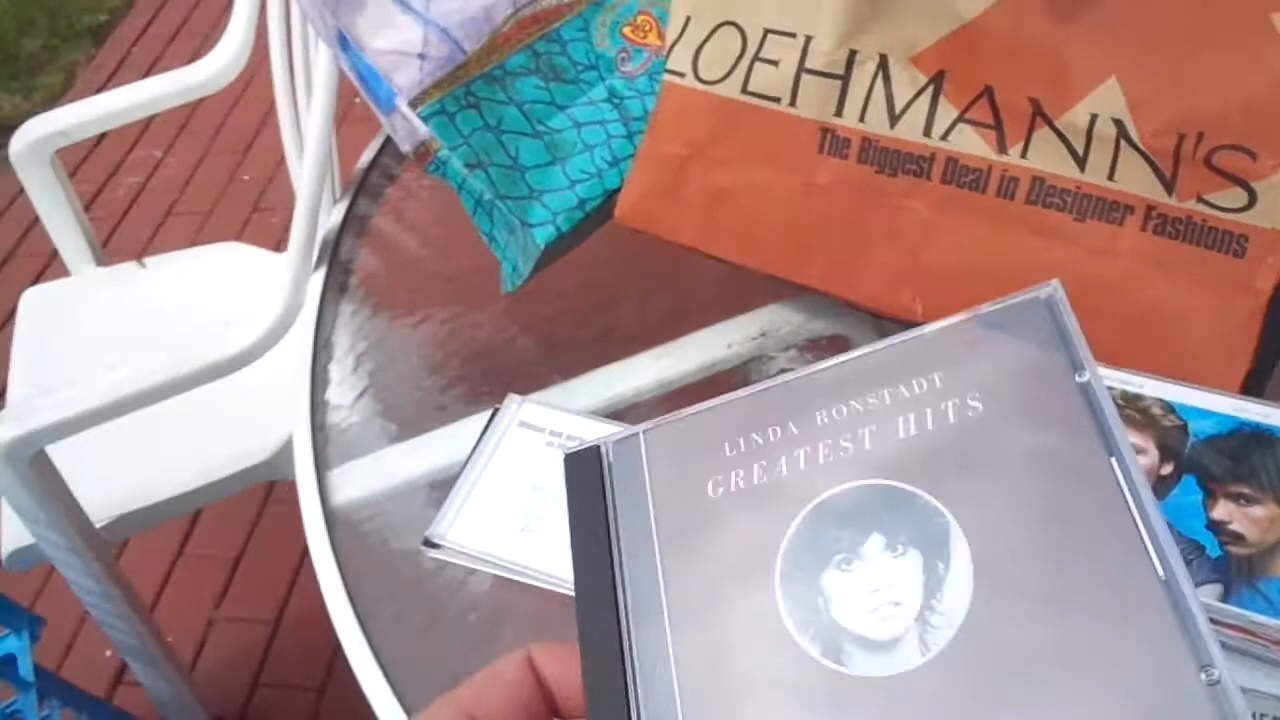 LOEHMANN'S
The Biggest Deal in Designer Fashions
LINDA RONSTADT
GREATEST HITS